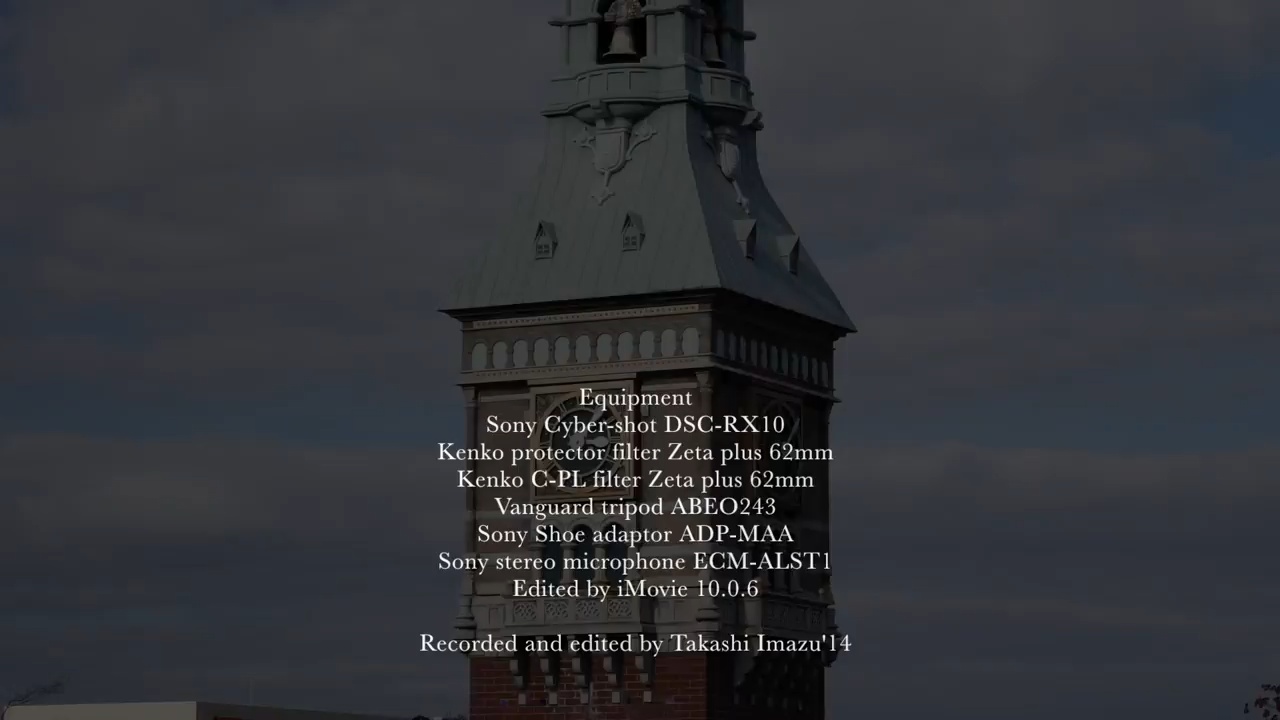 Equipment
Sony Cyber-shot DSC-RX10
Kenko protector filter Zeta plus 62mm
Kenko C-PL filter Zeta plus 62mm
Vanguard tripod ABEO243
Sony Shoe adaptor ADP-MAA
Sony stereo microphone ECM-ALST1
Edited by iMovie 10.0.6
Recorded and edited by Takashi Imazu'14